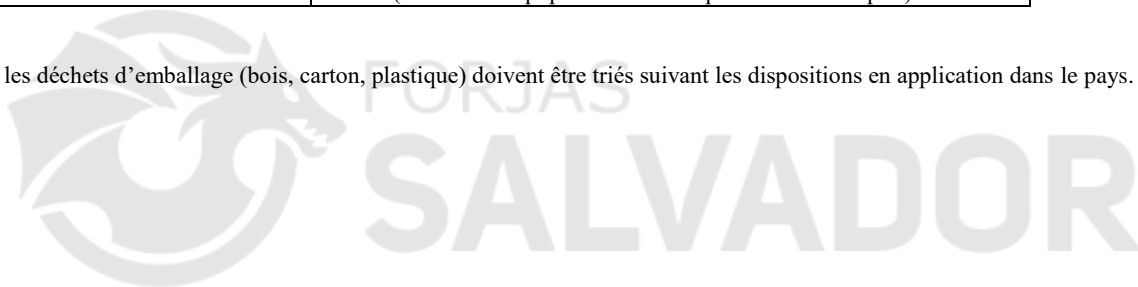 les déchets d’emballage (bois, carton, plastique) doivent être triés suivant les dispositions en application dans le pays.
FORJAS
SALVADOR